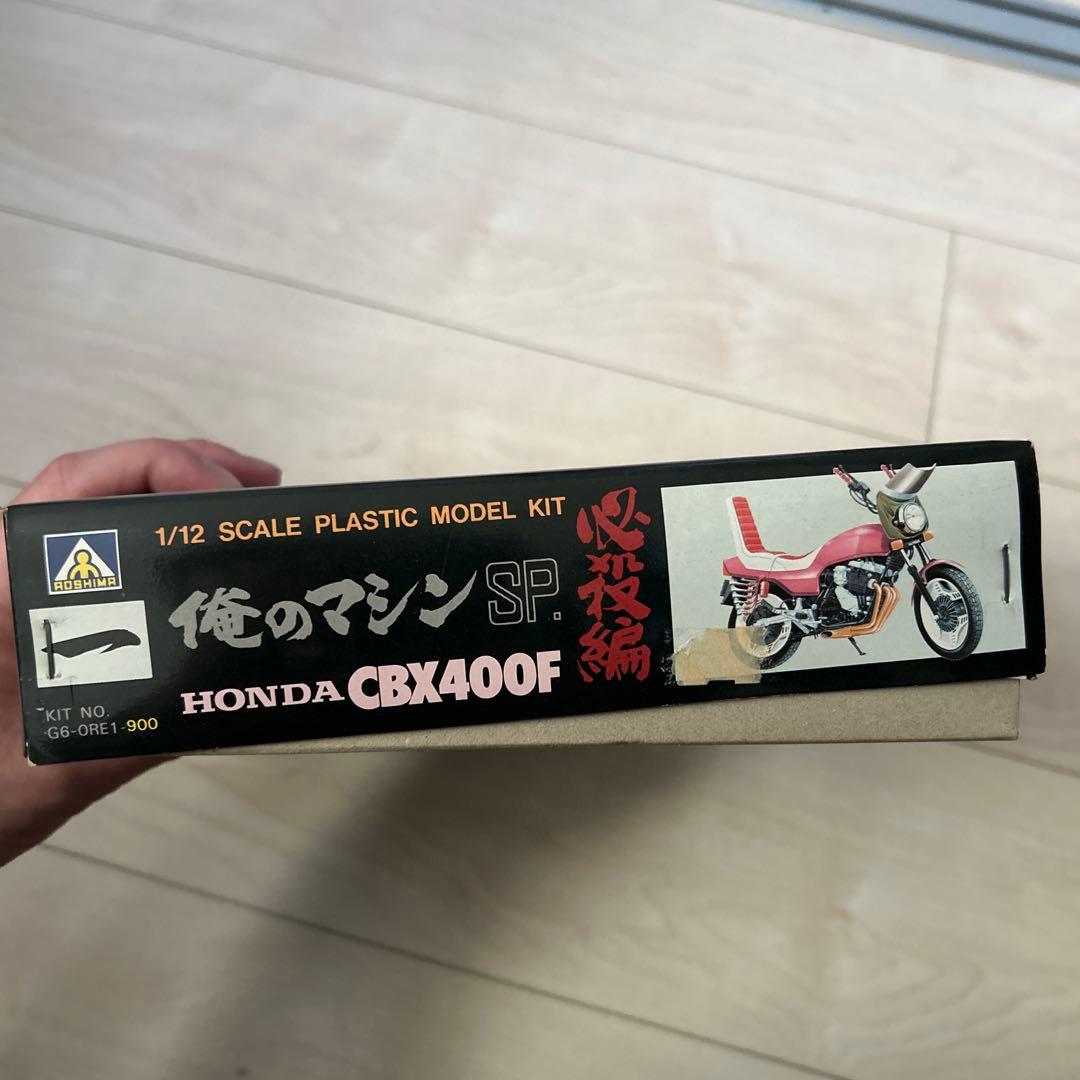 AOSHIMA
一
KIT NO.
G6-ORE1-900
1/12 SCALE PLASTIC MODEL KIT
俺のマシン SP.
HONDA CBX400F
必殺編